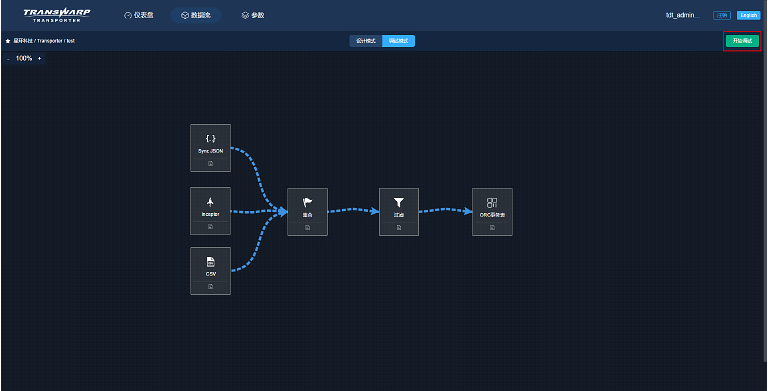 TRANSWARP
TRANSPORTER
仪表盘
数据流
参数
tdt_admin...
注销
English
星环科技 / Transporter / test
设计模式
调试模式
开始调试
- 100% +
{..}
Sync JSON
Inceptor
CSV
集合
过滤
ORC事务表